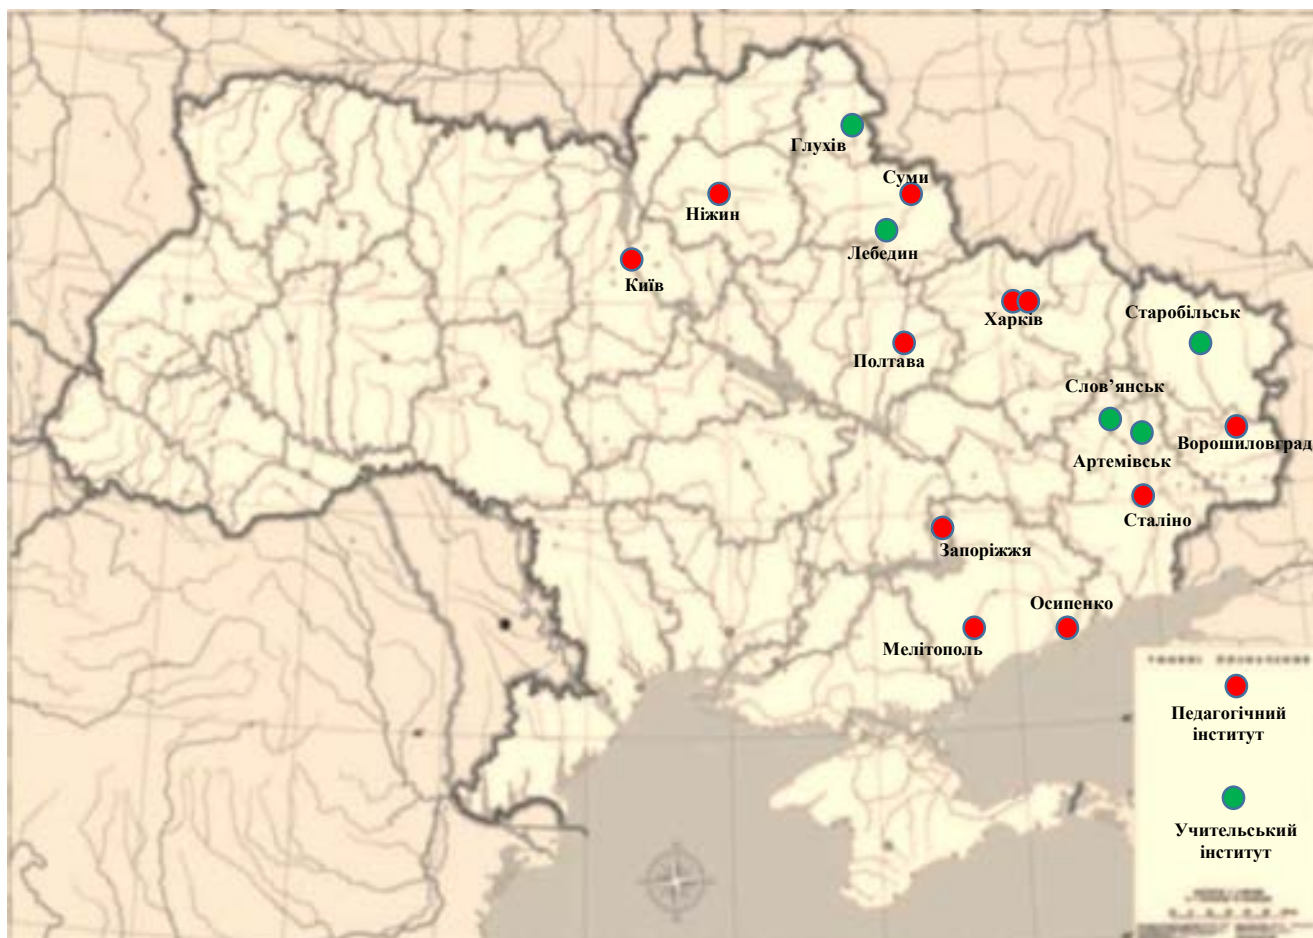 Глухів
Суми
Ніжин
Лебедин
Київ
Харків
Старобільськ
Полтава
Слов’янськ
Ворошиловград
Артемівськ
Сталіно
Запоріжжя
Осипенко
Мелітополь
Педагогічний
інститут
Учительський
інститут